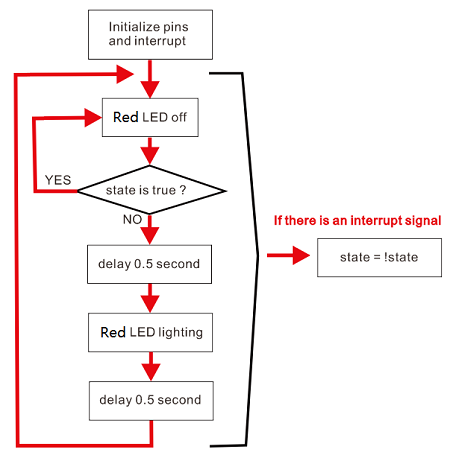 Initialize pins
and interrupt
Red LED off
YES
state is true ?
NO
delay 0.5 second
Red LED lighting
delay 0.5 second
If there is an interrupt signal
state = !state